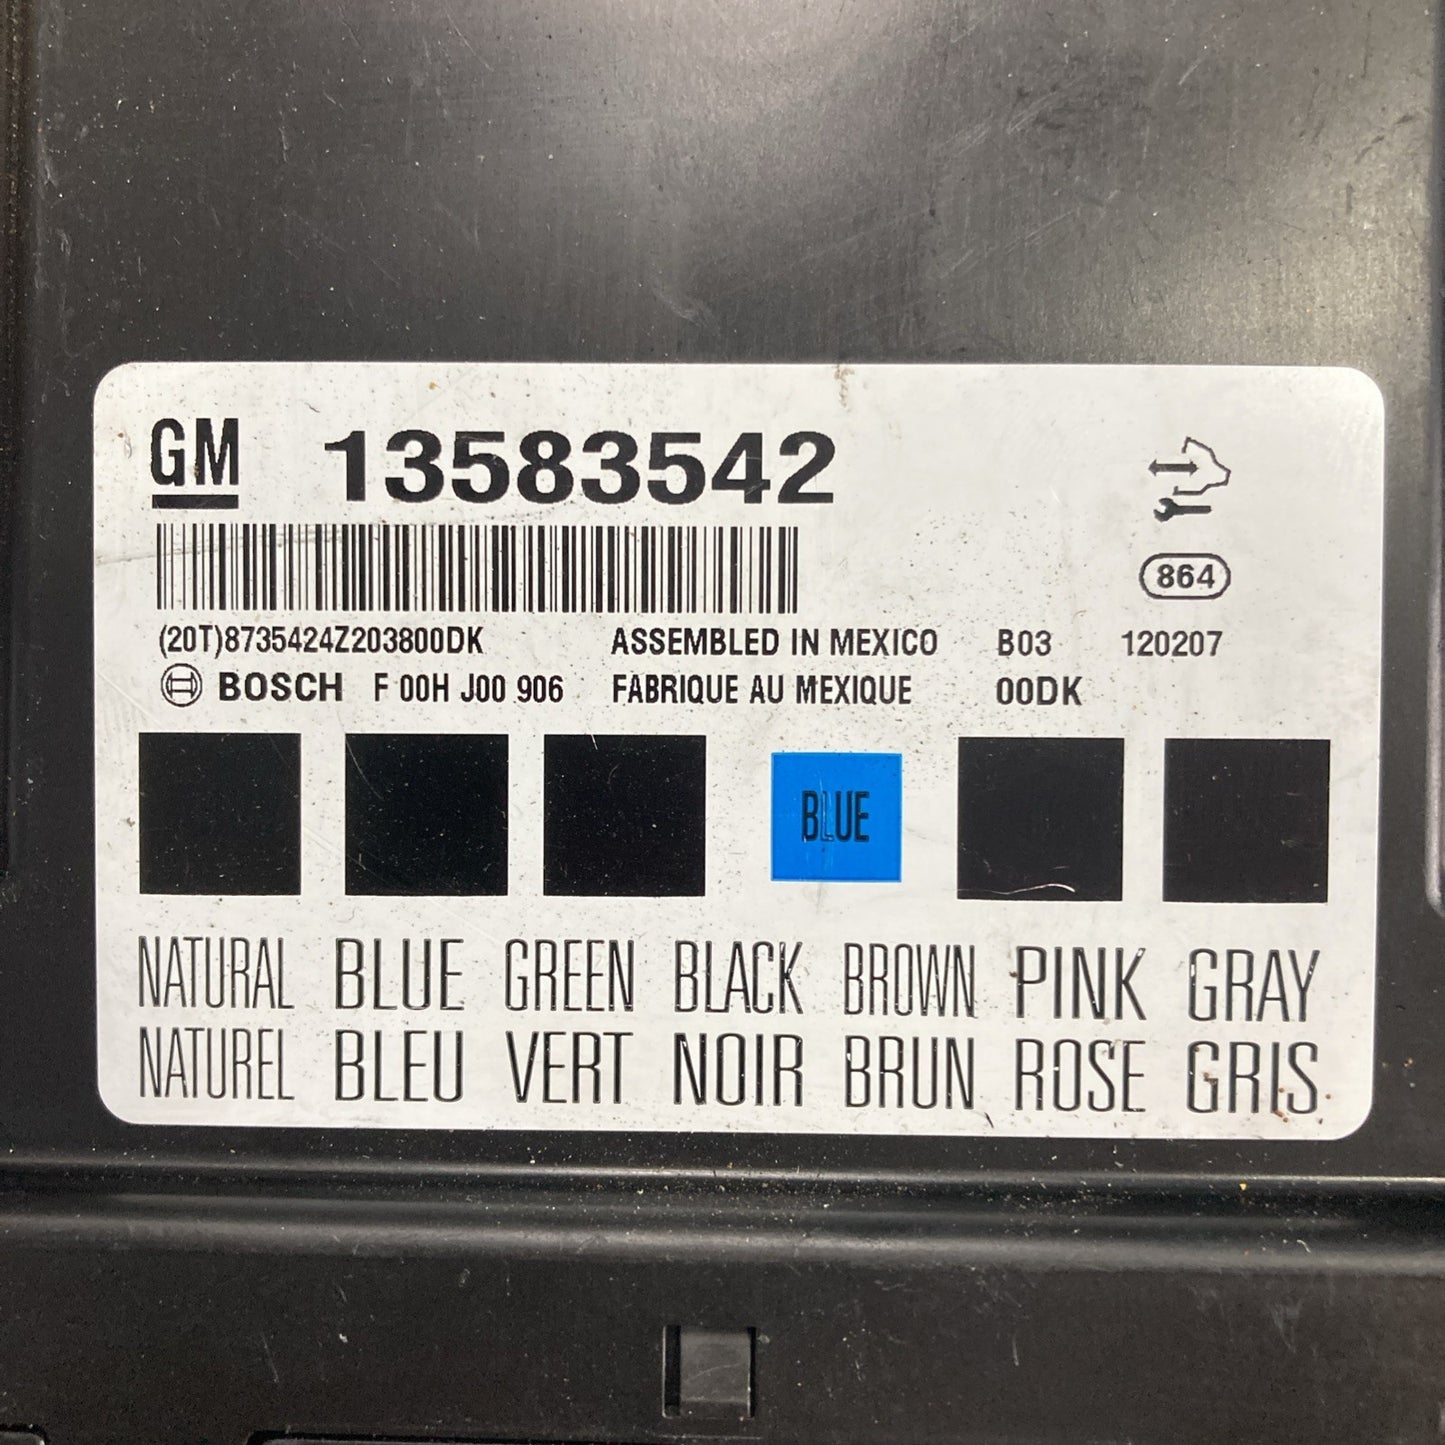 GM 13583542
864
(20T)8735424Z203800DK ASSEMBLED IN MEXICO B03 120207
BOSCH F 00H J00 906 FABRIQUE AU MEXIQUE 00DK
BLUE
NATURAL BLUE GREEN BLACK BROWN PINK GRAY
NATUREL BLEU VERT NOIR BRUN ROSE GRIS